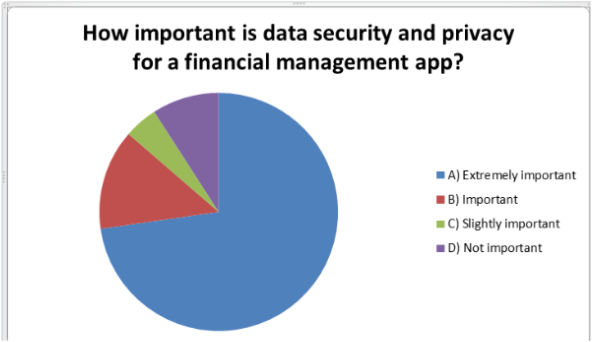 How important is data security and privacy
for a financial management app?
A) Extremely important
B) Important
C) Slightly important
D) Not important